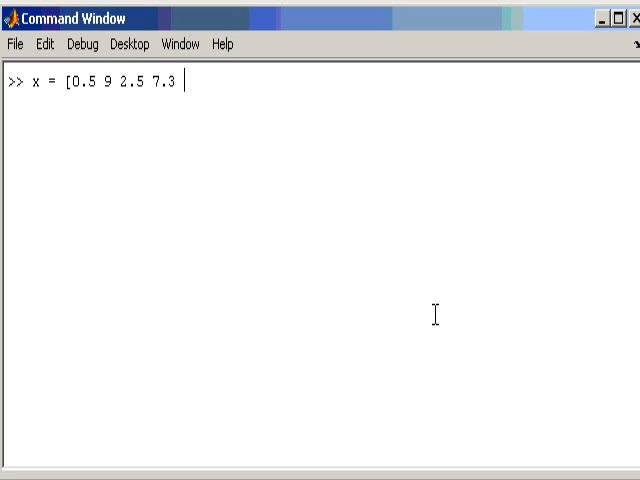 Command Window
File Edit Debug Desktop Window Help
>> x = [0.5 9 2.5 7.3